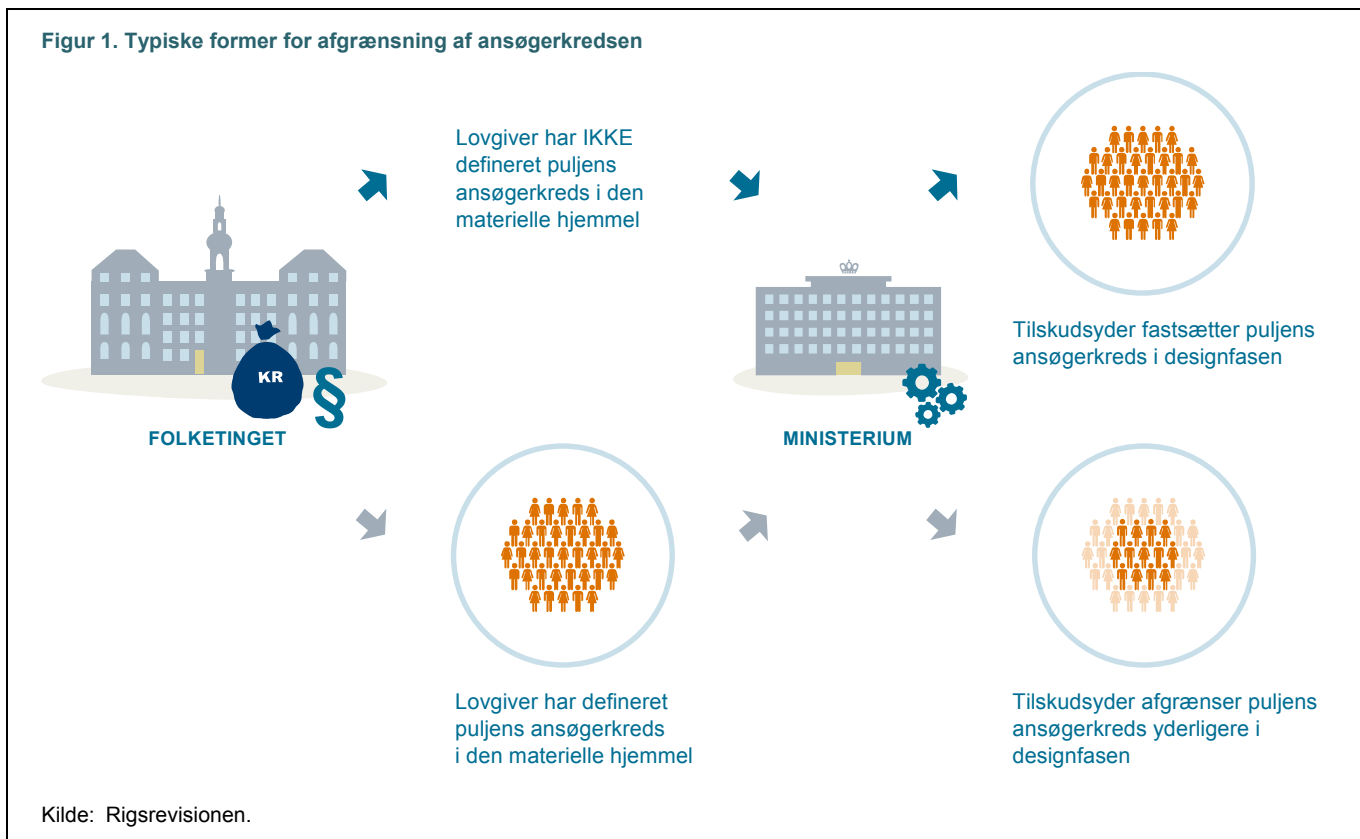 Figur 1. Typiske former for afgrænsning af ansøgerkredsen
Lovgiver har IKKE
defineret puljens
ansøgerkreds i den
materielle hjemmel
Tilskudsyder fastsætter puljens
ansøgerkreds i designfasen
KR
§
FOLKETINGET
MINISTERIUM
Lovgiver har defineret
puljens ansøgerkreds
i den materielle hjemmel
Tilskudsyder afgrænser puljens
ansøgerkreds yderligere i
designfasen
Kilde: Rigsrevisionen.